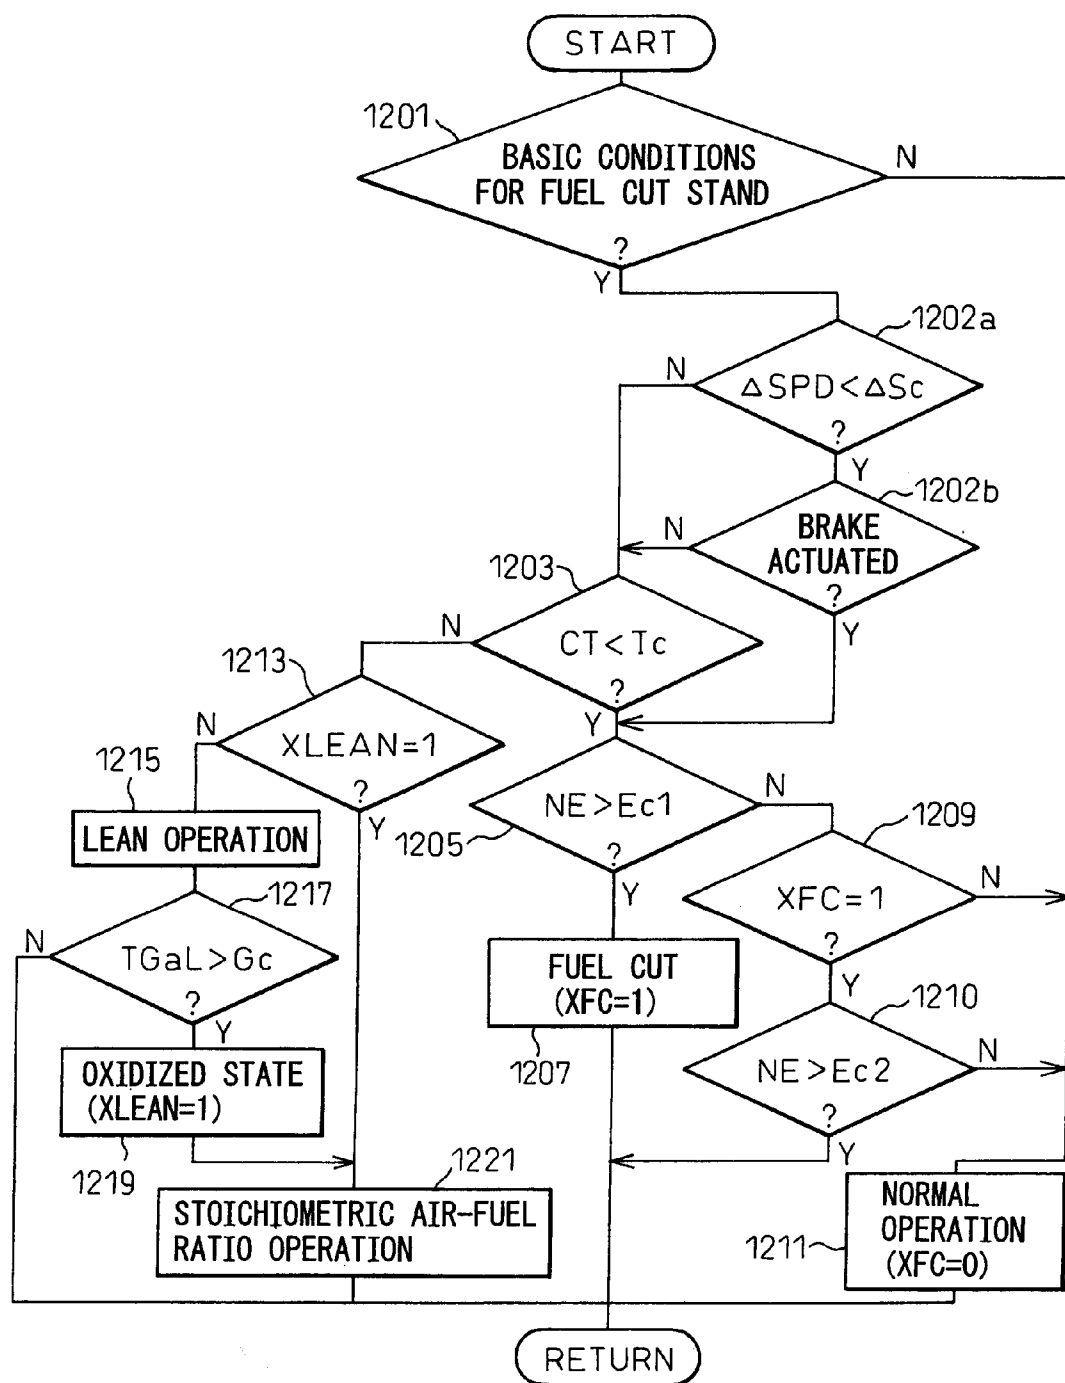 START
1201
BASIC CONDITIONS
FOR FUEL CUT STAND
?
N
Y
1202a
N
ΔSPD<ΔSc
?
Y
1202b
N
BRAKE
ACTUATED
?
Y
1203
N
CT<Tc
?
Y
1213
N
XLEAN=1
?
Y
1215
LEAN OPERATION
NE>Ec1
N
1205
?
Y
1209
XFC=1
N
?
Y
1217
N
TGaL>Gc
?
Y
FUEL CUT
(XFC=1)
1207
1210
NE>Ec2
N
?
Y
OXIDIZED STATE
(XLEAN=1)
1219
1221
STOICHIOMETRIC AIR-FUEL
RATIO OPERATION
NORMAL
OPERATION
(XFC=0)
1211
RETURN